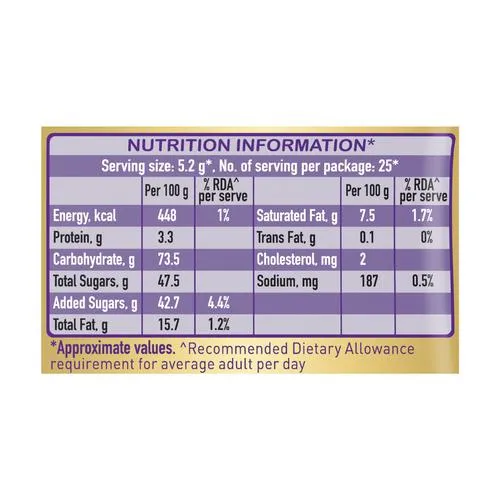 NUTRITION INFORMATION*
Serving size: 5.2 g*, No. of serving per package: 25*
Per 100 g % RDA^ per serve Per 100 g % RDA^ per serve
Energy, kcal 448 1% Saturated Fat, g 7.5 1.7%
Protein, g 3.3 Trans Fat, g 0.1 0%
Carbohydrate, g 73.5 Cholesterol, mg 2
Total Sugars, g 47.5 Sodium, mg 187 0.5%
Added Sugars, g 42.7 4.4%
Total Fat, g 15.7 1.2%
*Approximate values. ^Recommended Dietary Allowance
requirement for average adult per day